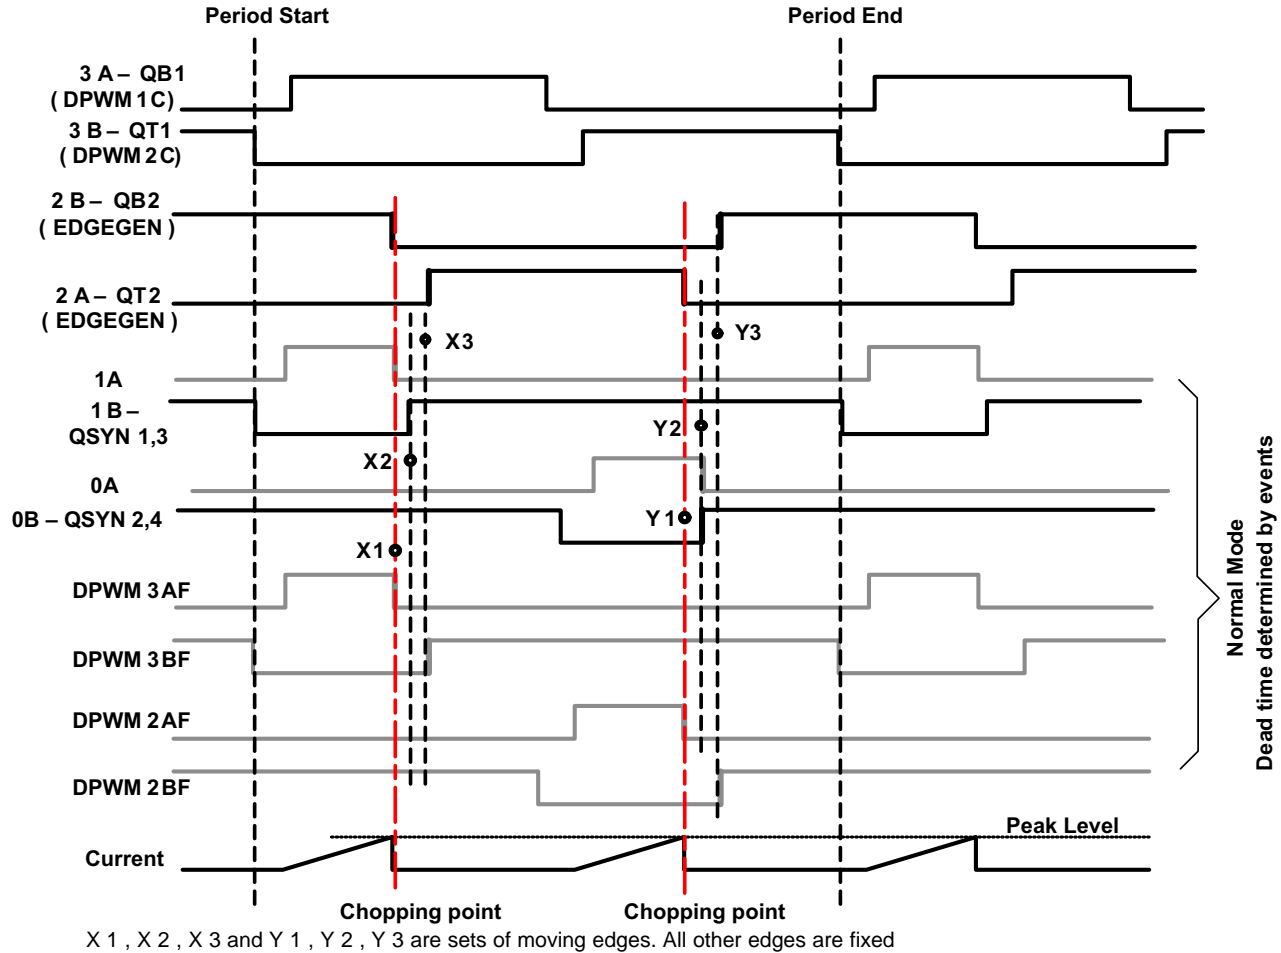 Period Start
Period End
3 A – QB1
( DPWM 1C)
3 B – QT1
( DPWM 2C)
2 B – QB2
( EDGEGEN )
2 A – QT2
( EDGEGEN )
X3
Y3
1A
1 B –
QSYN 1,3
Y2
X2
0A
0B – QSYN 2,4
Y1
X1
DPWM 3AF
DPWM 3BF
DPWM 2AF
DPWM 2BF
Normal Mode
Dead time determined by events
Peak Level
Current
Chopping point
Chopping point
X 1 , X 2 , X 3 and Y 1 , Y 2 , Y 3 are sets of moving edges. All other edges are fixed